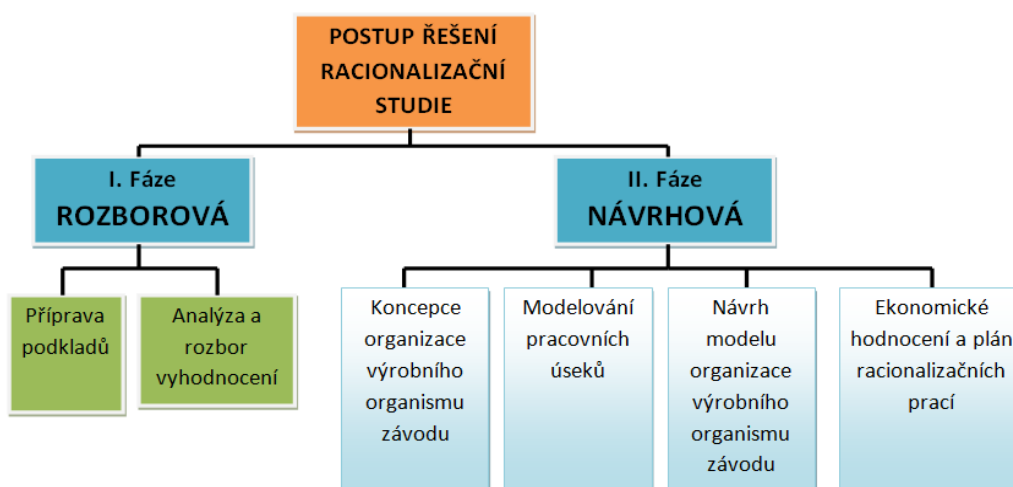 POSTUP ŘEŠENÍ
RACIONALIZAČNÍ
STUDIE
I. Fáze
ROZBOROVÁ
II. Fáze
NÁVRHOVÁ
Příprava
podkladů
Analýza a
rozbor
vyhodnocení
Koncepce
organizace
výrobního
organismu
závodu
Modelování
pracovních
úseků
Návrh
modelu
organizace
výrobního
organismu
závodu
Ekonomické
hodnocení a plán
racionalizačních
prací